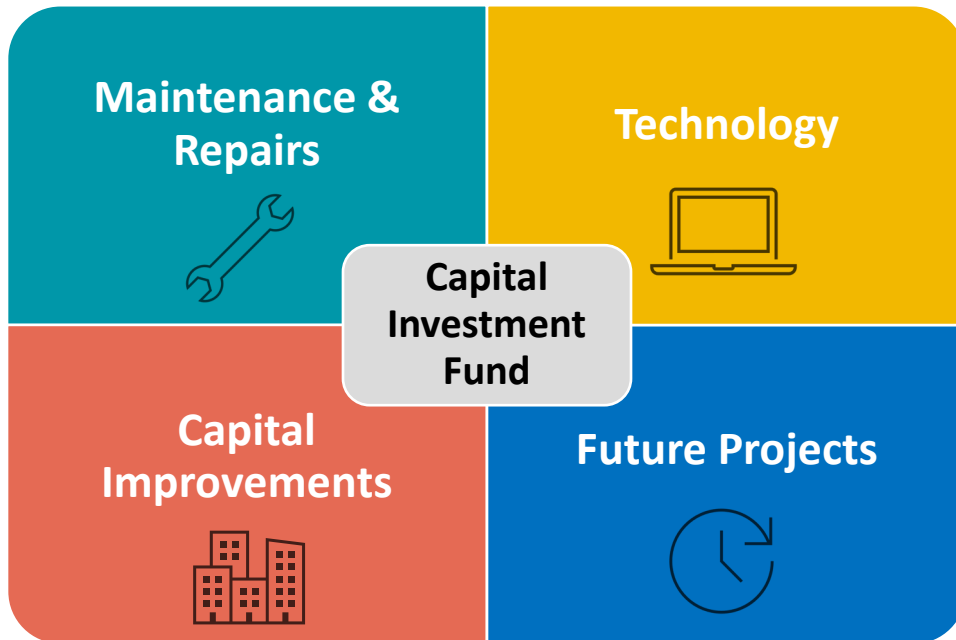 Maintenance &
Repairs
Technology
Capital
Investment
Fund
Capital
Improvements
Future Projects